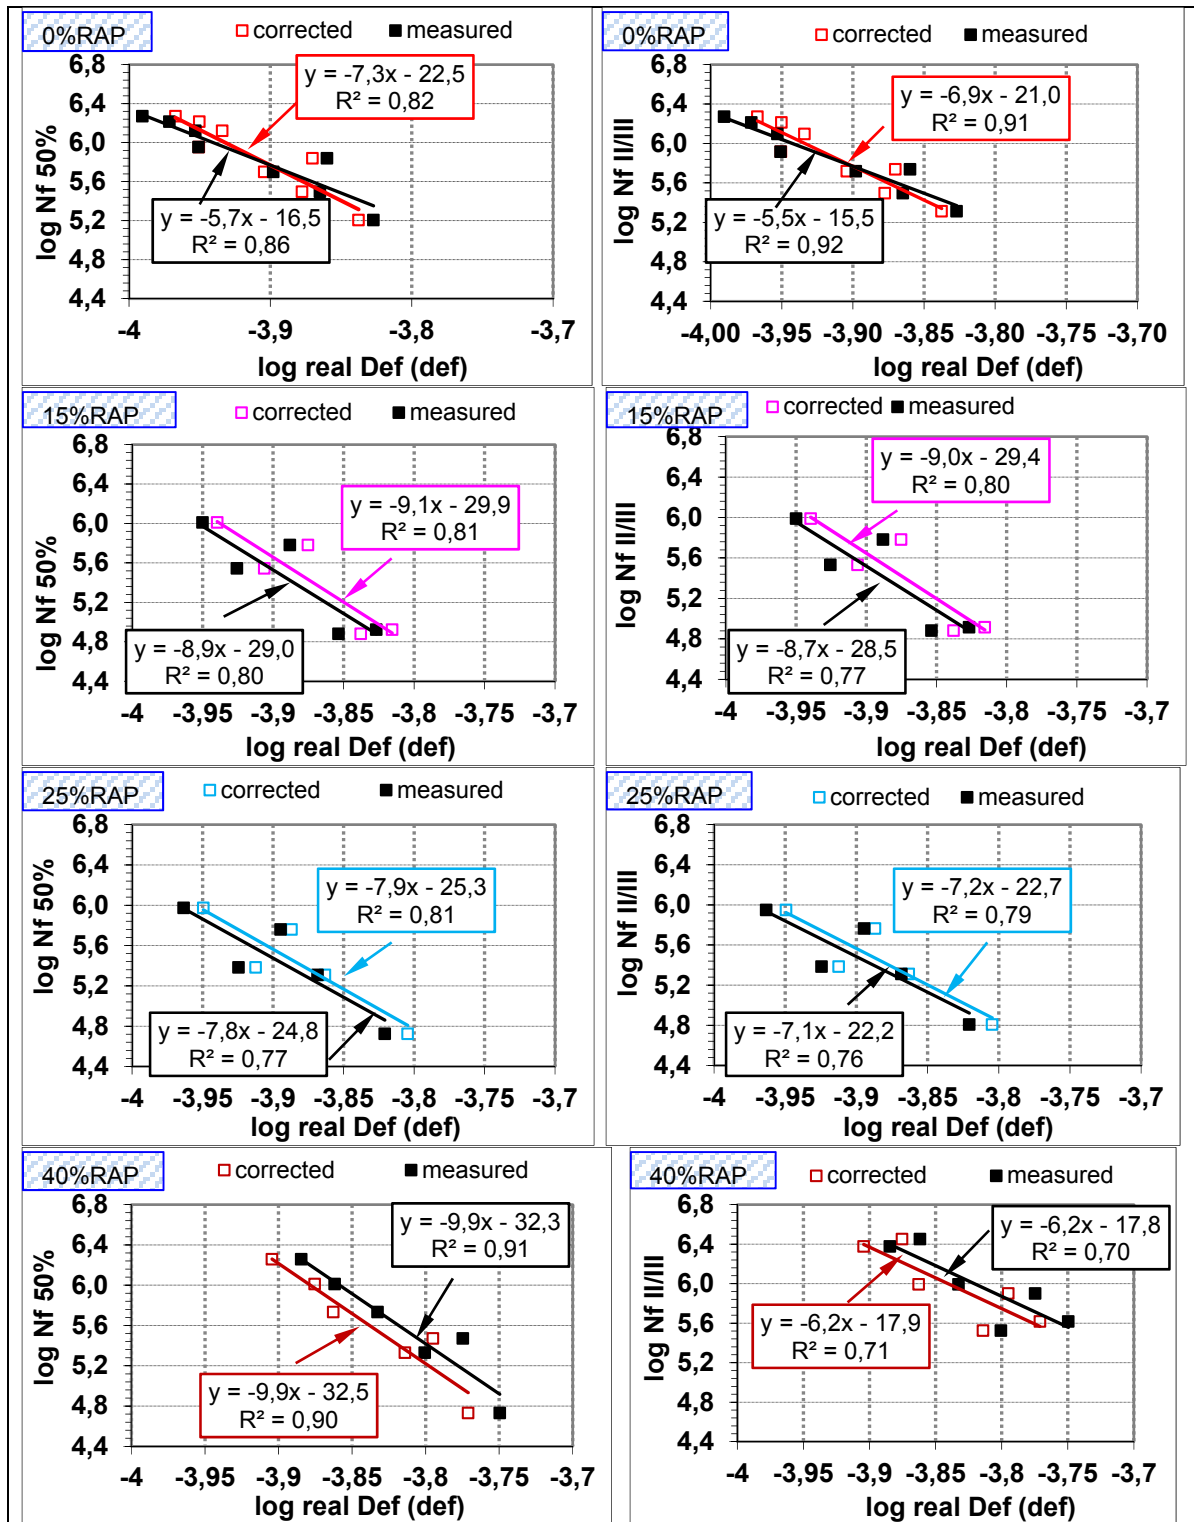 0%RAP
corrected measured
6,8
6,4
6,0
5,6
5,2
4,8
4,4
log Nf 50%
y = -7,3x - 22,5
R² = 0,82
y = -5,7x - 16,5
R² = 0,86
-4 -3,9 -3,8 -3,7
log real Def (def)
0%RAP
corrected measured
6,8
6,4
6,0
5,6
5,2
4,8
4,4
log Nf II/III
y = -6,9x - 21,0
R² = 0,91
y = -5,5x - 15,5
R² = 0,92
-4,00 -3,95 -3,90 -3,85 -3,80 -3,75 -3,70
log real Def (def)
15%RAP
corrected measured
6,8
6,4
6,0
5,6
5,2
4,8
4,4
log Nf 50%
y = -9,1x - 29,9
R² = 0,81
y = -8,9x - 29,0
R² = 0,80
-4 -3,95 -3,9 -3,85 -3,8 -3,75 -3,7
log real Def (def)
15%RAP
corrected measured
6,8
6,4
6,0
5,6
5,2
4,8
4,4
log Nf II/III
y = -9,0x - 29,4
R² = 0,80
y = -8,7x - 28,5
R² = 0,77
-4 -3,95 -3,9 -3,85 -3,8 -3,75 -3,7
log real Def (def)
25%RAP
corrected measured
6,8
6,4
6,0
5,6
5,2
4,8
4,4
log Nf 50%
y = -7,9x - 25,3
R² = 0,81
y = -7,8x - 24,8
R² = 0,77
-4 -3,95 -3,9 -3,85 -3,8 -3,75 -3,7
log real Def (def)
25%RAP
corrected measured
6,8
6,4
6,0
5,6
5,2
4,8
4,4
log Nf II/III
y = -7,2x - 22,7
R² = 0,79
y = -7,1x - 22,2
R² = 0,76
-4 -3,95 -3,9 -3,85 -3,8 -3,75 -3,7
log real Def (def)
40%RAP
corrected measured
6,8
6,4
6,0
5,6
5,2
4,8
4,4
log Nf 50%
y = -9,9x - 32,3
R² = 0,91
y = -9,9x - 32,5
R² = 0,90
-4 -3,95 -3,9 -3,85 -3,8 -3,75 -3,7
log real Def (def)
40%RAP
corrected measured
6,8
6,4
6,0
5,6
5,2
4,8
4,4
log Nf II/III
y = -6,2x - 17,8
R² = 0,70
y = -6,2x - 17,9
R² = 0,71
-4 -3,95 -3,9 -3,85 -3,8 -3,75 -3,7
log real Def (def)